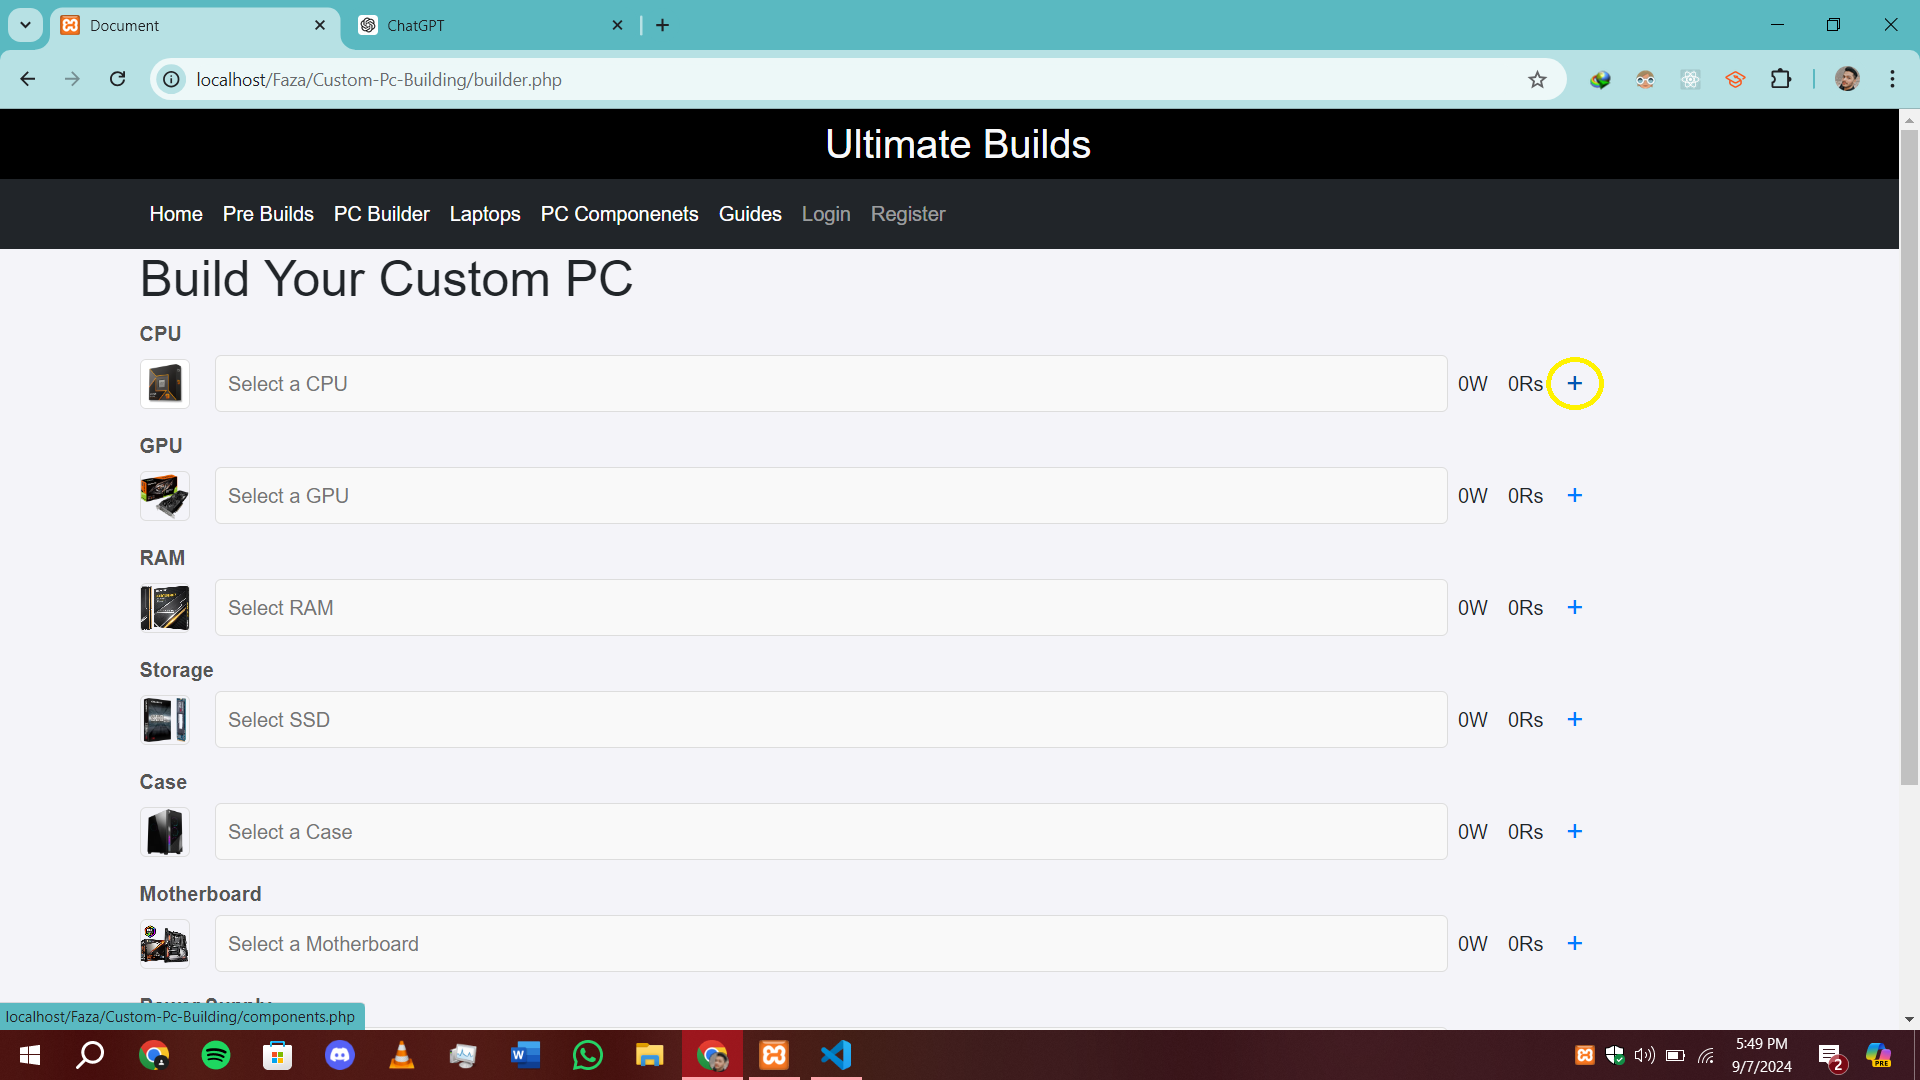 Document
ChatGPT
localhost/Faza/Custom-Pc-Building/builder.php
Ultimate Builds
Home Pre Builds PC Builder Laptops PC Componenets Guides Login Register
Build Your Custom PC
CPU
Select a CPU 0W 0Rs +
GPU
Select a GPU 0W 0Rs +
RAM
Select RAM 0W 0Rs +
Storage
Select SSD 0W 0Rs +
Case
Select a Case 0W 0Rs +
Motherboard
Select a Motherboard 0W 0Rs +
Power Supply
localhost/Faza/Custom-Pc-Building/components.php
5:49 PM
9/7/2024
2
PRE